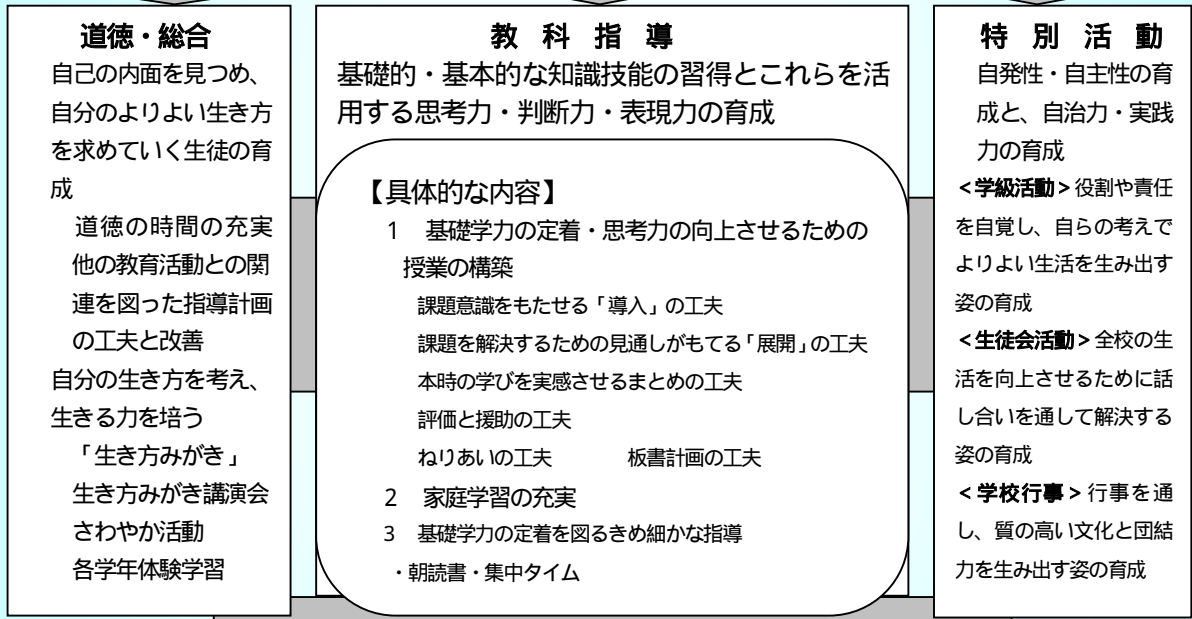 道徳・総合
自己の内面を見つめ、
自分のよりよい生き方
を求めていく生徒の育
成
道徳の時間の充実
他の教育活動との関
連を図った指導計画
の工夫と改善
自分の生き方を考え、
生きる力を培う
「生き方みがき」
生き方みがき講演会
さわやか活動
各学年体験学習
教 科 指 導
基礎的・基本的な知識技能の習得とこれらを活
用する思考力・判断力・表現力の育成
【具体的な内容】
1 基礎学力の定着・思考力の向上させるための
授業の構築
課題意識をもたせる「導入」の工夫
課題を解決するための見通しがもてる「展開」の工夫
本時の学びを実感させるまとめの工夫
評価と援助の工夫
ねりあいの工夫 板書計画の工夫
2 家庭学習の充実
3 基礎学力の定着を図るきめ細かな指導
・朝読書・集中タイム
特 別 活 動
自発性・自主性の育
成と、自治力・実践
力の育成
<学級活動>役割や責任
を自覚し、自らの考えで
よりよい生活を生み出す
姿の育成
<生徒会活動>全校の生
活を向上させるために話
し合いを通して解決する
姿の育成
<学校行事>行事を通
し、質の高い文化と団結
力を生み出す姿の育成